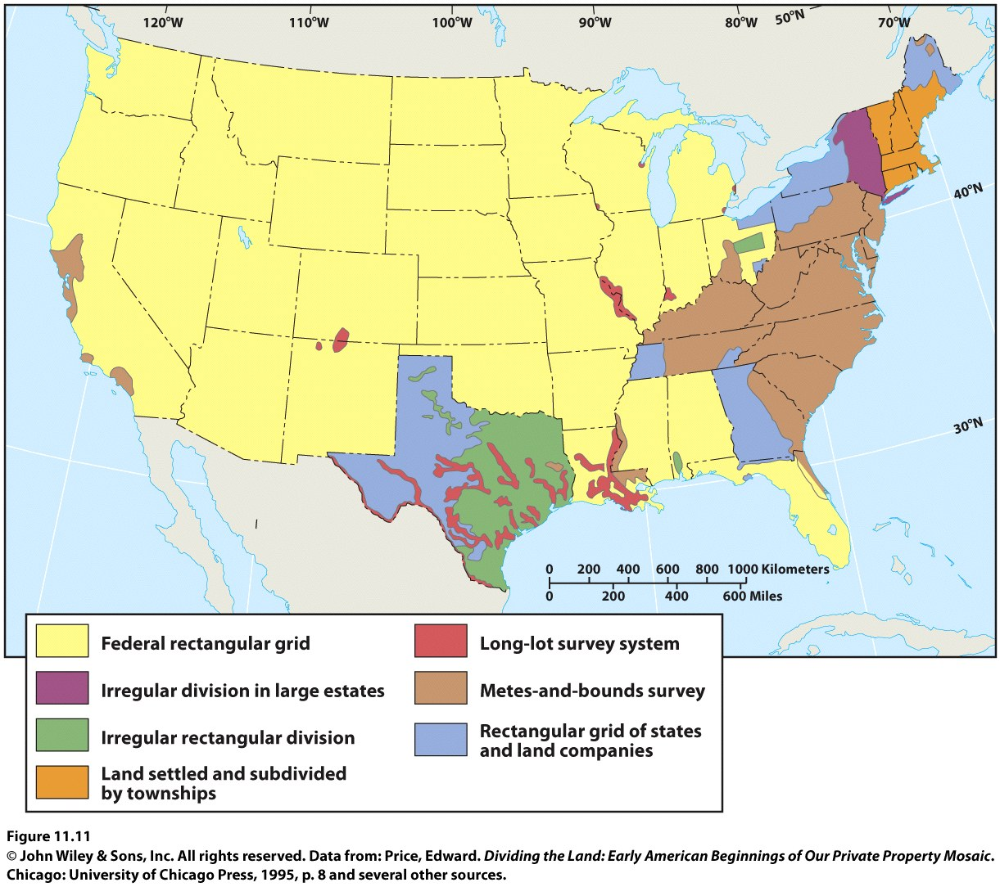 120°W 110°W 100°W 90°W 80°W 50°N 70°W
40°N
30°N
0 200 400 600 800 1000 Kilometers
0 200 400 600 Miles
Federal rectangular grid
Irregular division in large estates
Irregular rectangular division
Land settled and subdivided
by townships
Long-lot survey system
Metes-and-bounds survey
Rectangular grid of states
and land companies
Figure 11.11
© John Wiley & Sons, Inc. All rights reserved. Data from: Price, Edward. Dividing the Land: Early American Beginnings of Our Private Property Mosaic.
Chicago: University of Chicago Press, 1995, p. 8 and several other sources.